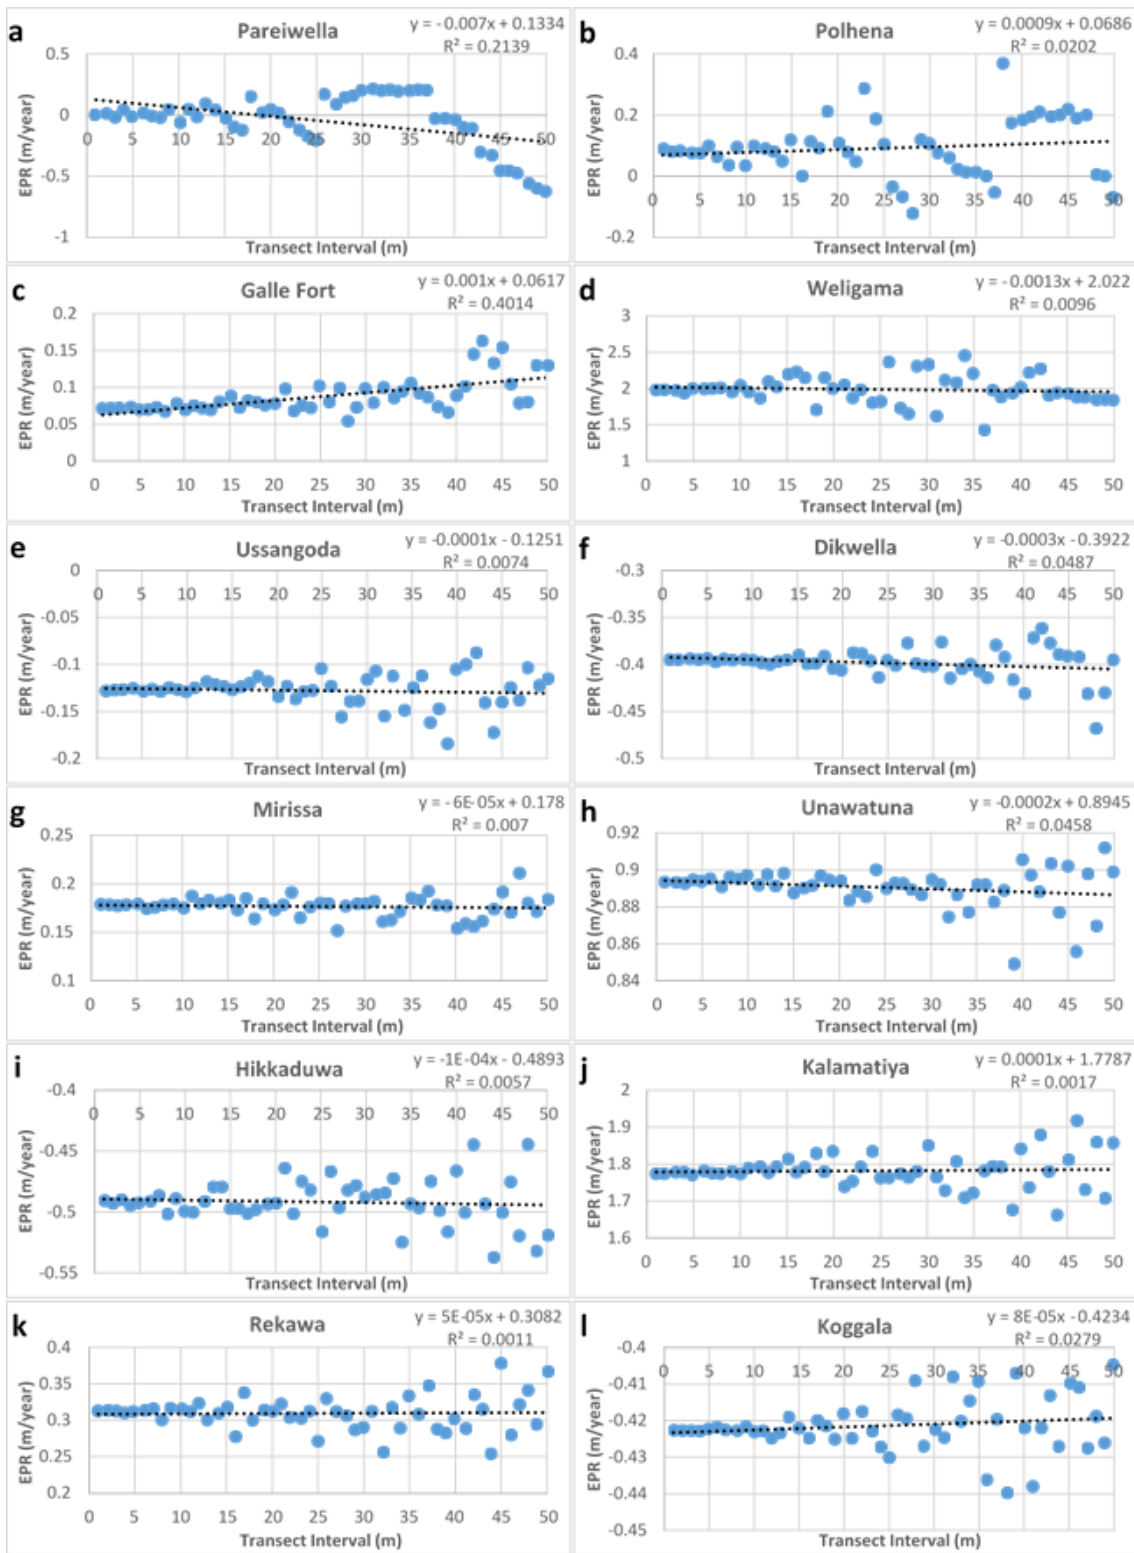 a
Pareiwella
y = -0.007x + 0.1334
R² = 0.2139
0.5
0
-0.5
-1
0 5 10 15 20 25 30 35 40 45 50
EPR (m/year)
Transect Interval (m)
b
Polhena
y = 0.0009x + 0.0686
R² = 0.0202
0.4
0.2
0
-0.2
0 5 10 15 20 25 30 35 40 45 50
EPR (m/year)
Transect Interval (m)
c
Galle Fort
y = 0.001x + 0.0617
R² = 0.4014
0.2
0.15
0.1
0.05
0
0 5 10 15 20 25 30 35 40 45 50
EPR (m/year)
Transect Interval (m)
d
Weligama
y = -0.0013x + 2.022
R² = 0.0096
3
2.5
2
1.5
1
0 5 10 15 20 25 30 35 40 45 50
EPR (m/year)
Transect Interval (m)
e
Ussangoda
y = -0.0001x - 0.1251
R² = 0.0074
0
-0.05
-0.1
-0.15
-0.2
0 5 10 15 20 25 30 35 40 45 50
EPR (m/year)
Transect Interval (m)
f
Dikwella
y = -0.0003x - 0.3922
R² = 0.0487
-0.3
-0.35
-0.4
-0.45
-0.5
0 5 10 15 20 25 30 35 40 45 50
EPR (m/year)
Transect Interval (m)
g
Mirissa
y = -6E-05x + 0.178
R² = 0.007
0.25
0.2
0.15
0.1
0 5 10 15 20 25 30 35 40 45 50
EPR (m/year)
Transect Interval (m)
h
Unawatuna
y = -0.0002x + 0.8945
R² = 0.0458
0.92
0.9
0.88
0.86
0.84
0 5 10 15 20 25 30 35 40 45 50
EPR (m/year)
Transect Interval (m)
i
Hikkaduwa
y = -1E-04x - 0.4893
R² = 0.0057
-0.4
-0.45
-0.5
-0.55
0 5 10 15 20 25 30 35 40 45 50
EPR (m/year)
Transect Interval (m)
j
Kalamatiya
y = 0.0001x + 1.7787
R² = 0.0017
2
1.9
1.8
1.7
1.6
0 5 10 15 20 25 30 35 40 45 50
EPR (m/year)
Transect Interval (m)
k
Rekawa
y = 5E-05x + 0.3082
R² = 0.0011
0.4
0.35
0.3
0.25
0.2
0 5 10 15 20 25 30 35 40 45 50
EPR (m/year)
Transect Interval (m)
l
Koggala
y = 8E-05x - 0.4234
R² = 0.0279
-0.4
-0.41
-0.42
-0.43
-0.44
-0.45
0 5 10 15 20 25 30 35 40 45 50
EPR (m/year)
Transect Interval (m)